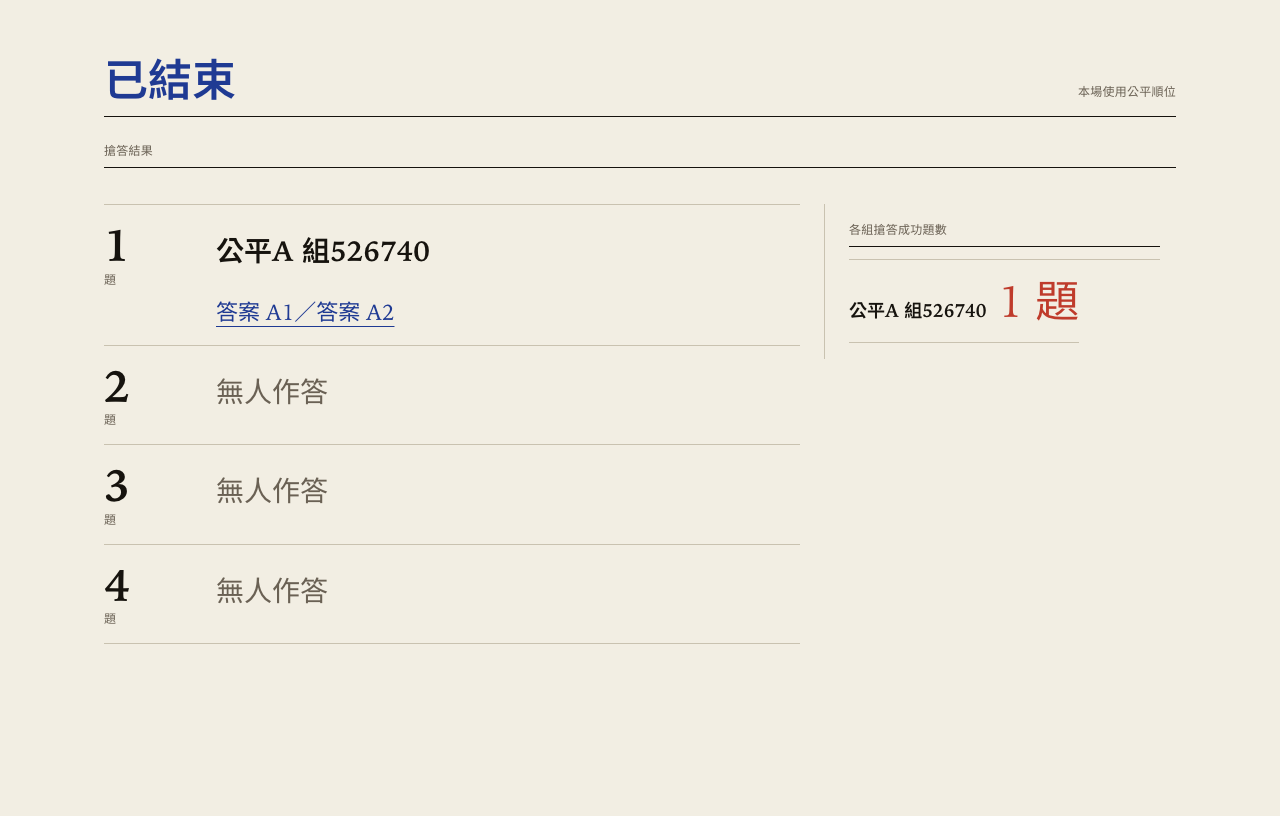 已結束
本場使用公平順位
搶答結果
1
題
公平A 組526740
答案 A1／答案 A2
2
題
無人作答
3
題
無人作答
4
題
無人作答
各組搶答成功題數
公平A 組526740 1 題